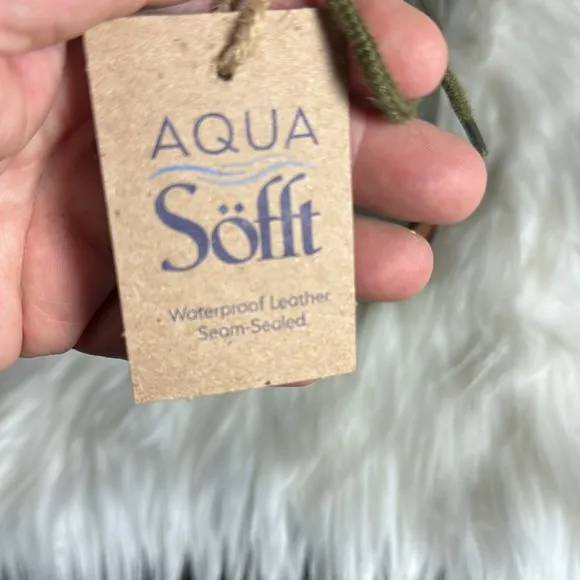 AQUA
Söfft
Waterproof Leather
Seam-Sealed